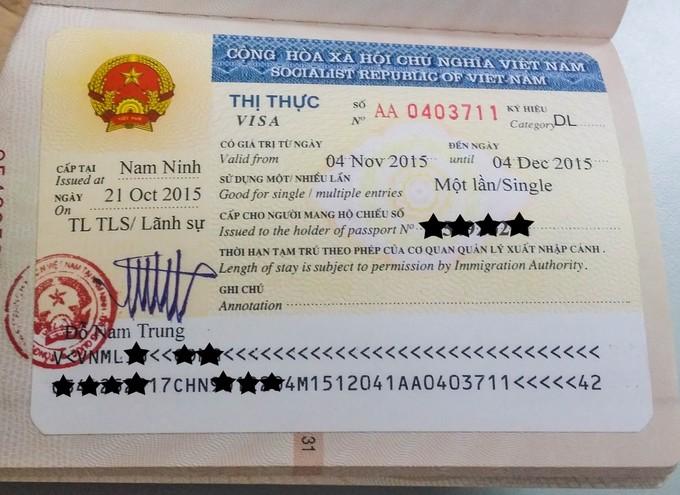 CỘNG HÒA XÃ HỘI CHỦ NGHĨA VIỆT NAM
SOCIALIST REPUBLIC OF VIET NAM
THỊ THỰC SỐ AA 0403711 KÝ HIỆU
VISA Nº Category DL
CÓ GIÁ TRỊ TỪ NGÀY ĐẾN NGÀY
Valid from 04 Nov 2015 until 04 Dec 2015
CẤP TẠI Nam Ninh
Issued at
NGÀY 21 Oct 2015
On
TL TLS/ Lãnh sự
SỬ DỤNG MỘT/ NHIỀU LẦN Một lần/Single
Good for single / multiple entries
CẤP CHO NGƯỜI MANG HỘ CHIẾU SỐ
Issued to the holder of passport Nº
THỜI HẠN TẠM TRÚ THEO PHÉP CỦA CƠ QUAN QUẢN LÝ XUẤT NHẬP CẢNH .
Length of stay is subject to permission by Immigration Authority .
GHI CHÚ
Annotation
Đỗ Nam Trung
V<VNML <<<<<<<<<<<<<<<<<<<<<<<<<<<<<<
17CHN 4M1512041AA0403711<<<<<42
31